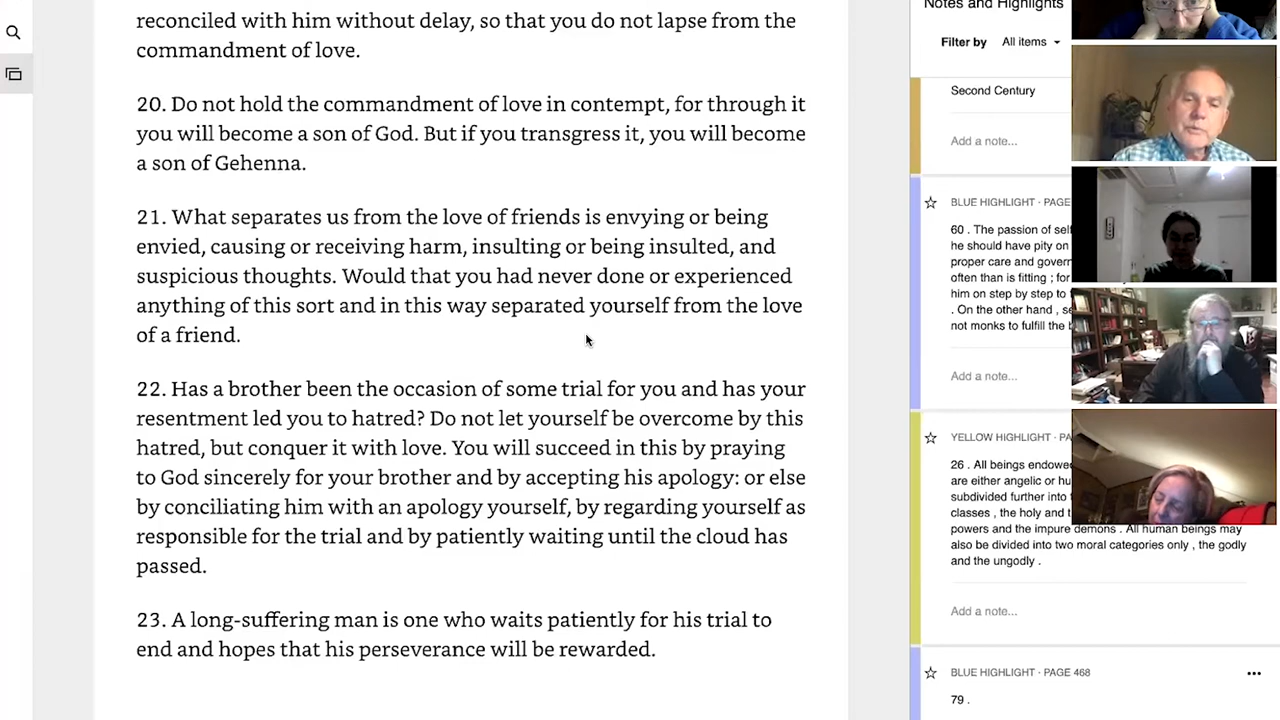 reconciled with him without delay, so that you do not lapse from the
commandment of love.
20. Do not hold the commandment of love in contempt, for through it
you will become a son of God. But if you transgress it, you will become
a son of Gehenna.
21. What separates us from the love of friends is envying or being
envied, causing or receiving harm, insulting or being insulted, and
suspicious thoughts. Would that you had never done or experienced
anything of this sort and in this way separated yourself from the love
of a friend.
22. Has a brother been the occasion of some trial for you and has your
resentment led you to hatred? Do not let yourself be overcome by this
hatred, but conquer it with love. You will succeed in this by praying
to God sincerely for your brother and by accepting his apology: or else
by conciliating him with an apology yourself, by regarding yourself as
responsible for the trial and by patiently waiting until the cloud has
passed.
23. A long-suffering man is one who waits patiently for his trial to
end and hopes that his perseverance will be rewarded.
Notes and Highlights
Filter by All items
Second Century
Add a note...
BLUE HIGHLIGHT · PAGE
60 . The passion of
he should have pity on
proper care and
often than is fitting ; for
him on step by step to
. On the other hand ,
not monks to fulfill the
Add a note...
YELLOW HIGHLIGHT ·
26 . All beings endowed
are either angelic or
subdivided further into
classes , the holy and
powers and the impure demons . All human beings may
also be divided into two moral categories only , the godly
and the ungodly .
Add a note...
BLUE HIGHLIGHT · PAGE 468
79 .